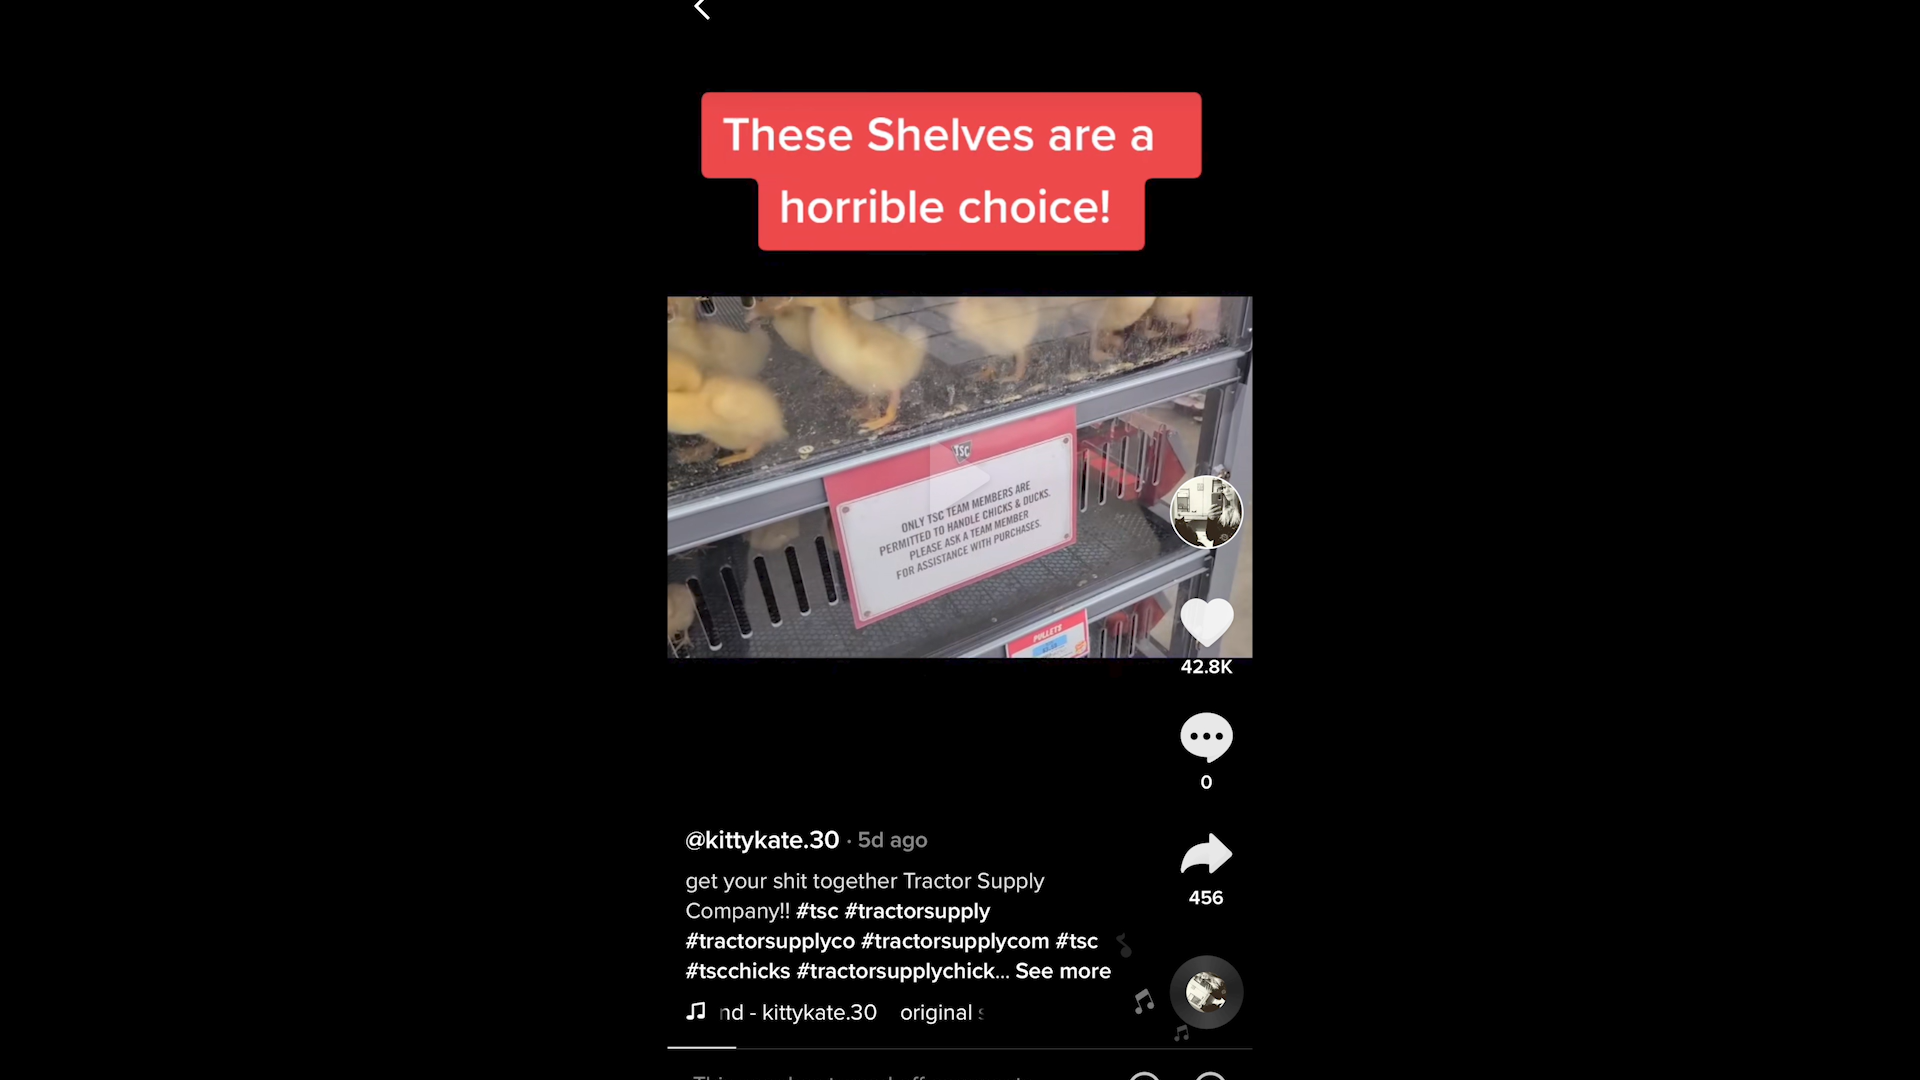 These Shelves are a
horrible choice!
TSC
ONLY TSC TEAM MEMBERS ARE
PERMITTED TO HANDLE CHICKS & DUCKS.
PLEASE ASK A TEAM MEMBER
FOR ASSISTANCE WITH PURCHASES.
PULLETS
42.8K
0
@kittykate.30 · 5d ago
get your shit together Tractor Supply
Company!! #tsc #tractorsupply
#tractorsupplyco #tractorsupplycom #tsc
#tscchicks #tractorsupplychick... See more
456
nd - kittykate.30 original